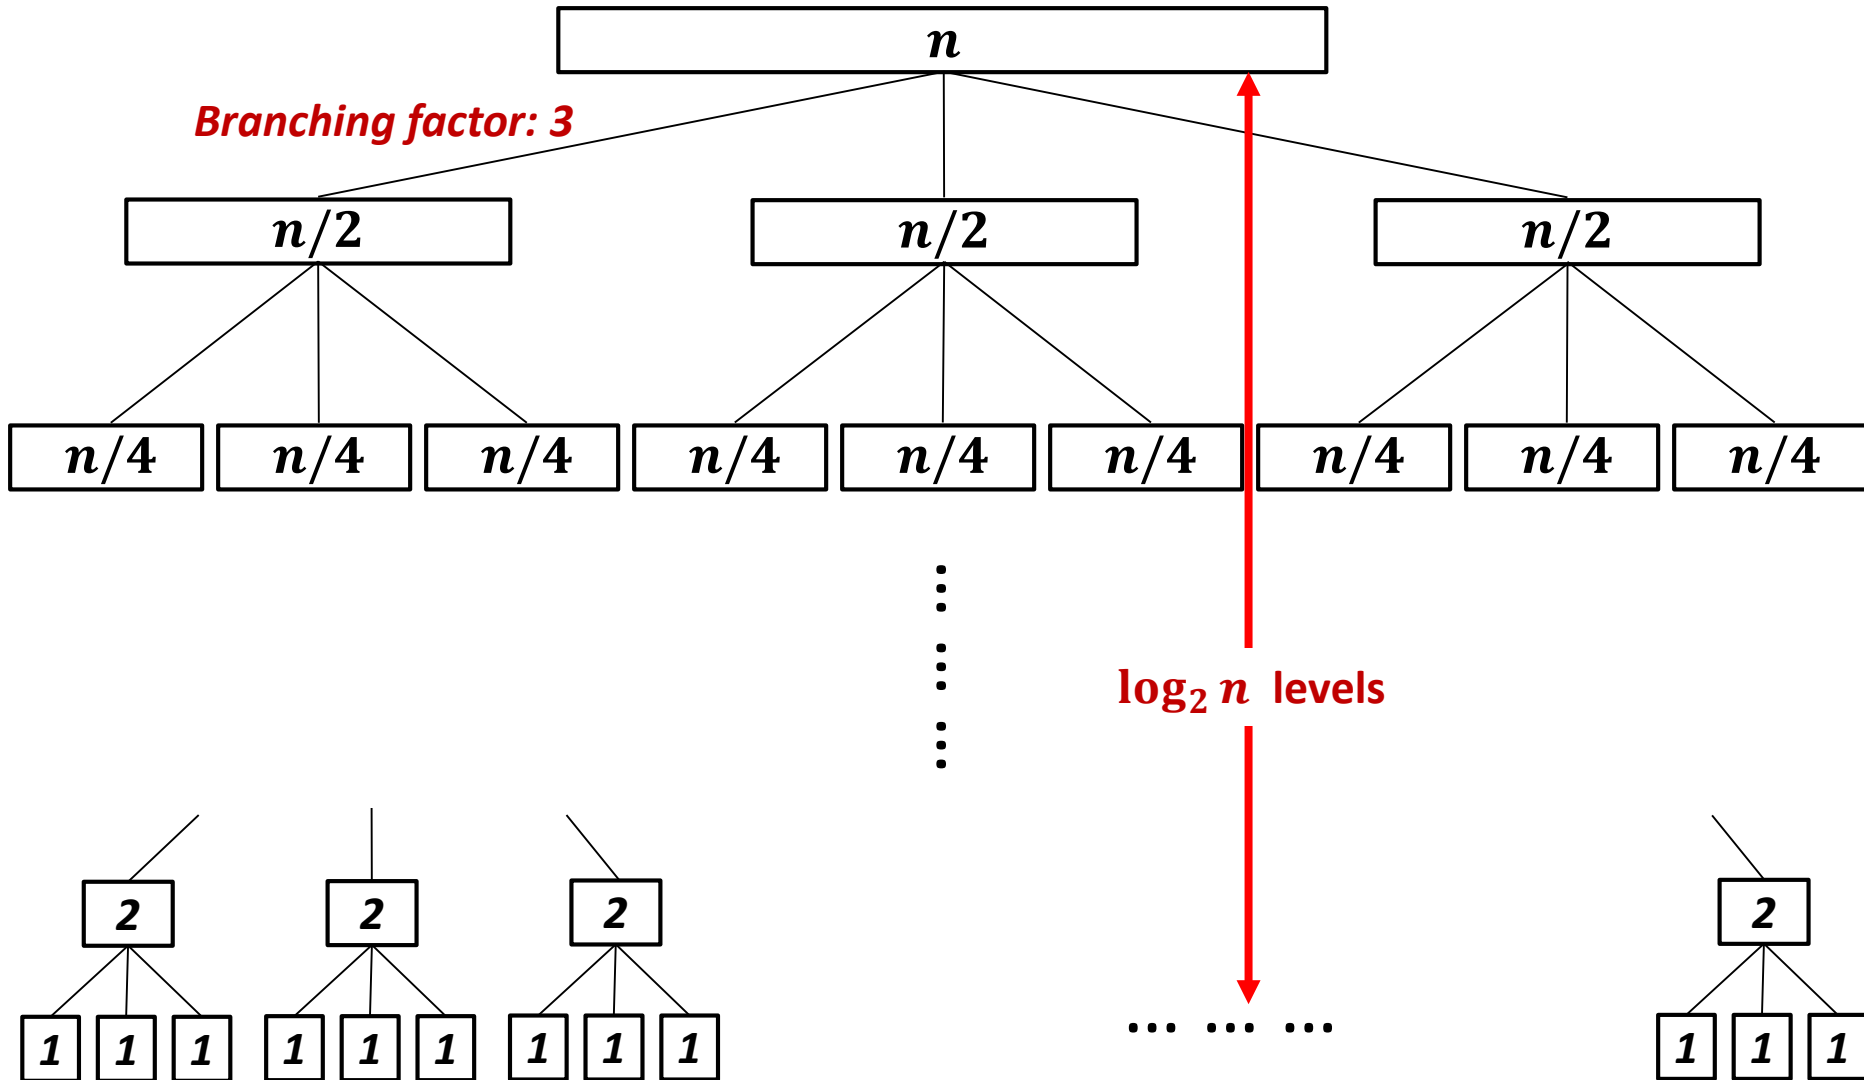 n
Branching factor: 3
n/2 n/2 n/2
n/4 n/4 n/4 n/4 n/4 n/4 n/4 n/4 n/4
log₂ n levels
2 2 2 2
1 1 1 1 1 1 1 1 1 ... ... ... 1 1 1